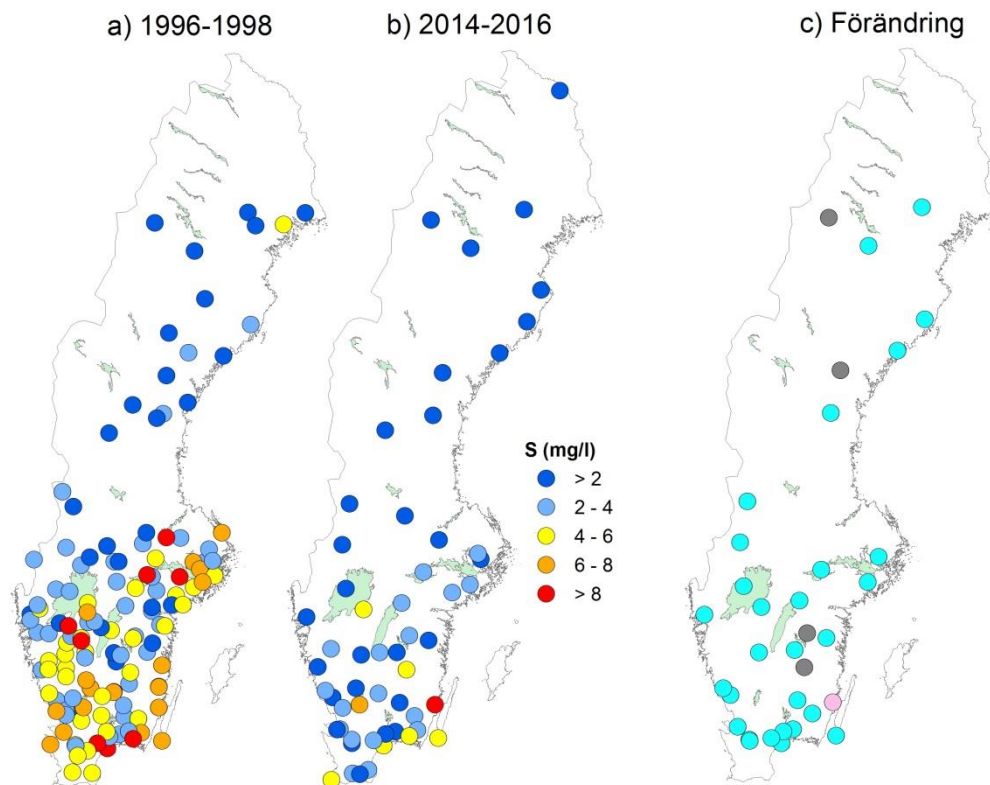 a) 1996-1998
b) 2014-2016
c) Förändring
S (mg/l)
> 2
2 - 4
4 - 6
6 - 8
> 8